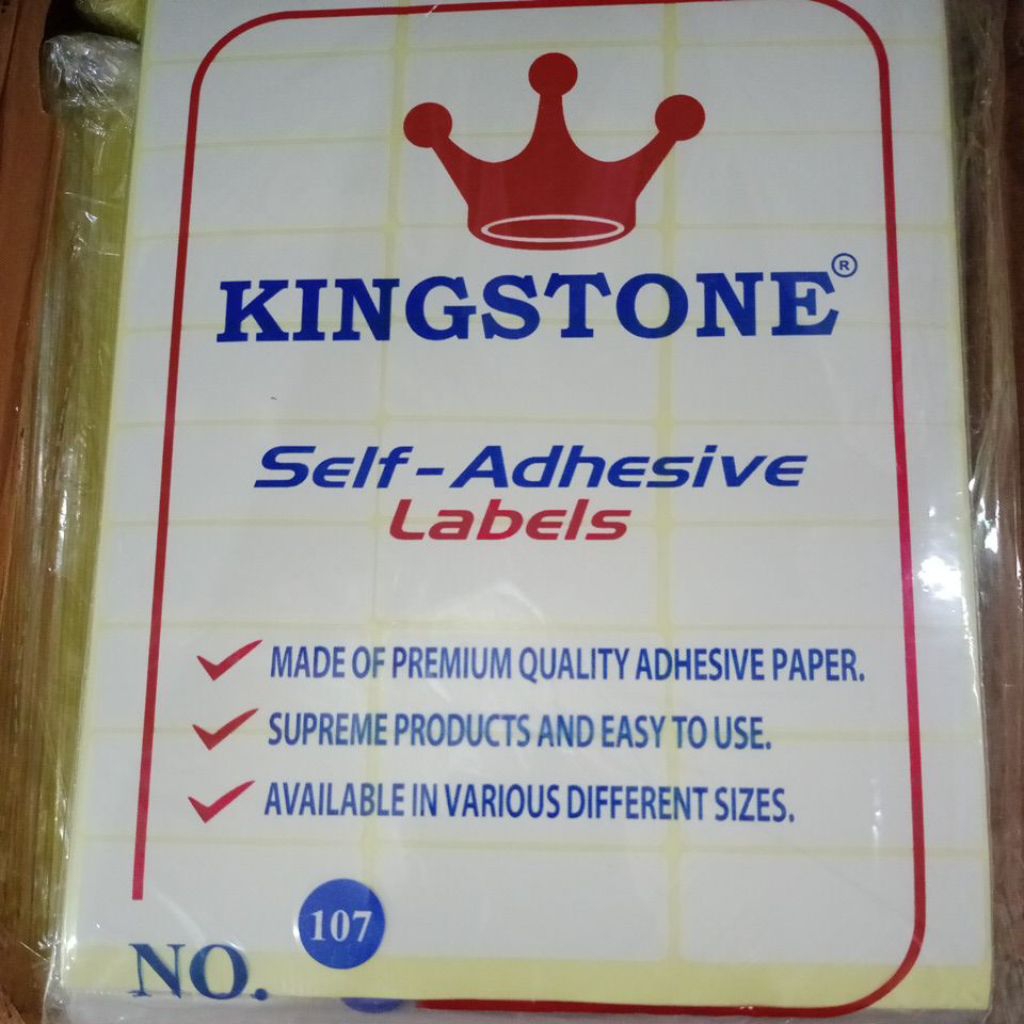 KINGSTONE®
Self-Adhesive
Labels
MADE OF PREMIUM QUALITY ADHESIVE PAPER.
SUPREME PRODUCTS AND EASY TO USE.
AVAILABLE IN VARIOUS DIFFERENT SIZES.
NO. 107